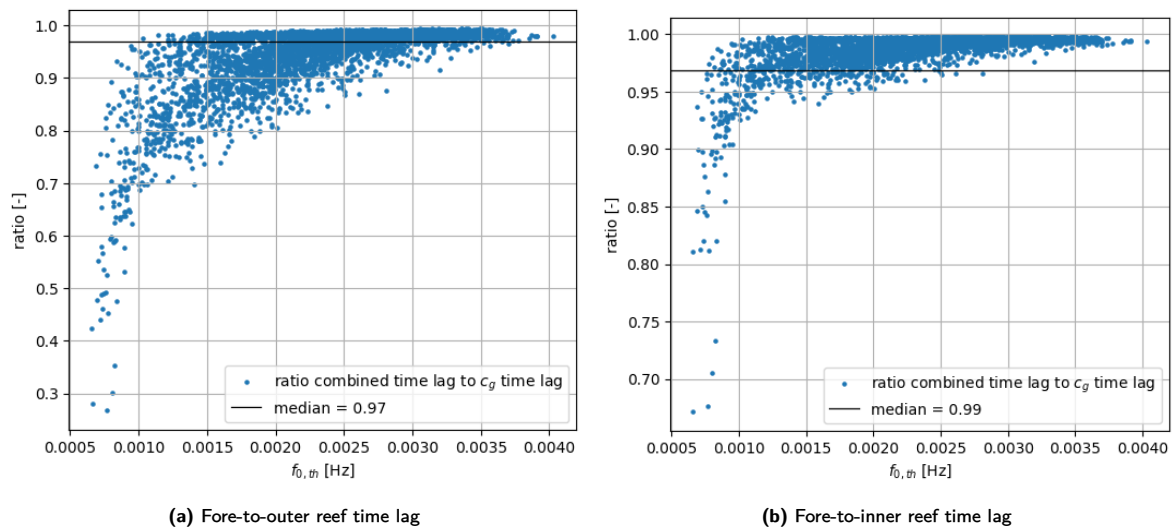 1.0
0.9
0.8
0.7
0.6
0.5
0.4
0.3
ratio [-]
0.0005 0.0010 0.0015 0.0020 0.0025 0.0030 0.0035 0.0040
f0,th [Hz]
ratio combined time lag to cg time lag
median = 0.97
(a) Fore-to-outer reef time lag
1.00
0.95
0.90
0.85
0.80
0.75
0.70
ratio [-]
0.0005 0.0010 0.0015 0.0020 0.0025 0.0030 0.0035 0.0040
f0,th [Hz]
ratio combined time lag to cg time lag
median = 0.99
(b) Fore-to-inner reef time lag